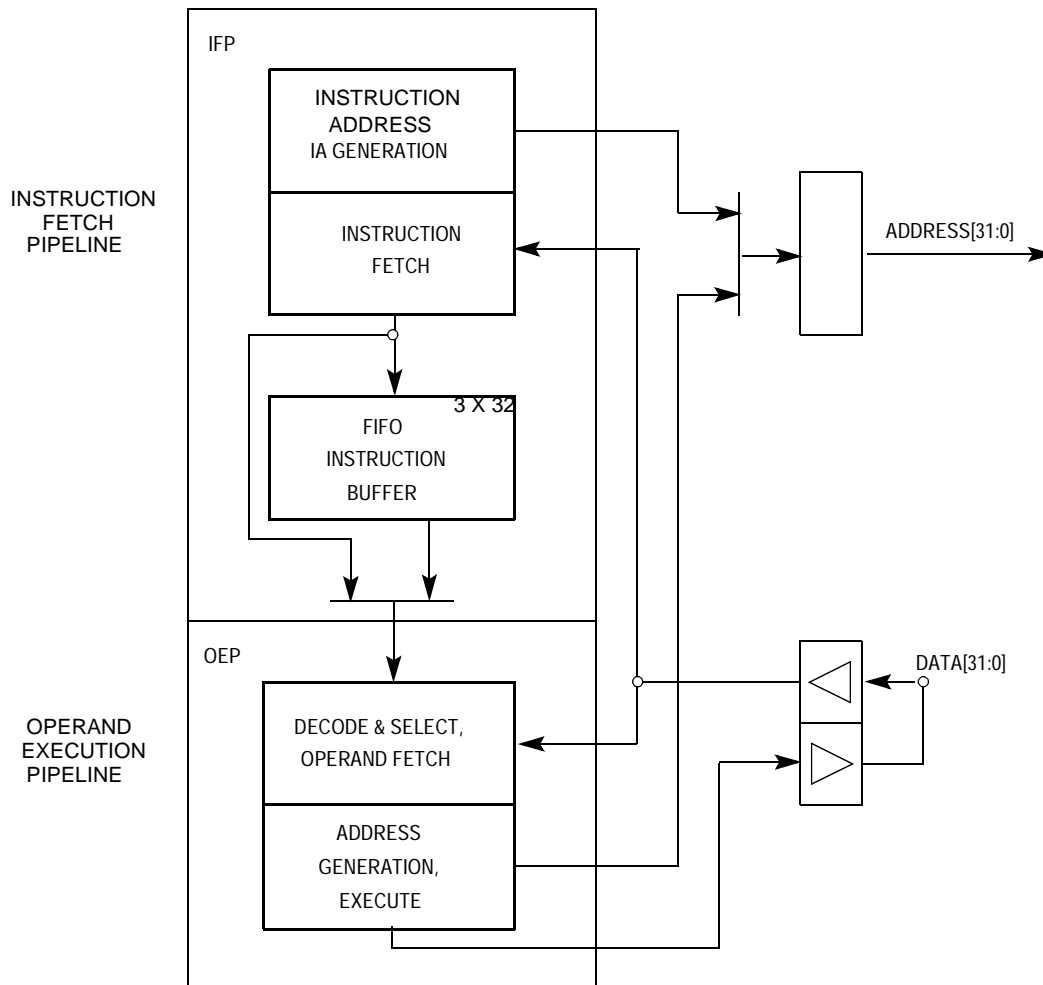 IFP
INSTRUCTION
ADDRESS
IA GENERATION
INSTRUCTION
FETCH
PIPELINE
INSTRUCTION
FETCH
ADDRESS[31:0]
3 X 32
FIFO
INSTRUCTION
BUFFER
OEP
DATA[31:0]
OPERAND
EXECUTION
PIPELINE
DECODE & SELECT,
OPERAND FETCH
ADDRESS
GENERATION,
EXECUTE